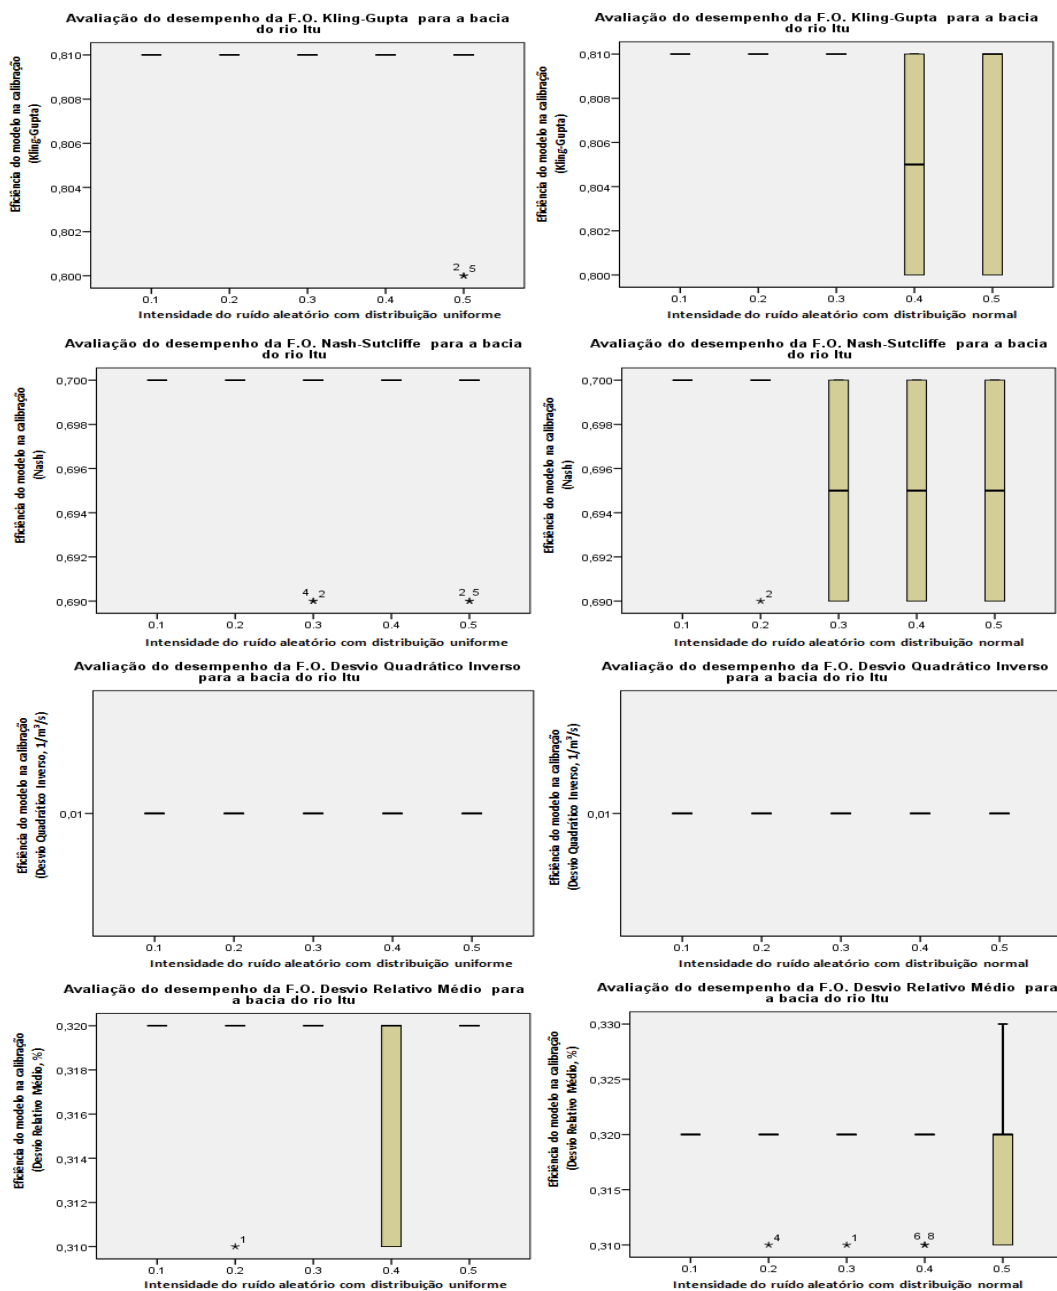 Avaliação do desempenho da F.O. Kling-Gupta para a bacia
do rio Itu
Eficiência do modelo na calibração
(Kling-Gupta)
0,810
0,808
0,806
0,804
0,802
0,800
2 5
0.1 0.2 0.3 0.4 0.5
Intensidade do ruído aleatório com distribuição uniforme
Avaliação do desempenho da F.O. Kling-Gupta para a bacia
do rio Itu
Eficiência do modelo na calibração
(Kling-Gupta)
0,810
0,808
0,806
0,804
0,802
0,800
0.1 0.2 0.3 0.4 0.5
Intensidade do ruído aleatório com distribuição normal
Avaliação do desempenho da F.O. Nash-Sutcliffe para a bacia
do rio Itu
Eficiência do modelo na calibração
(Nash)
0,700
0,698
0,696
0,694
0,692
0,690
4 2
2 5
0.1 0.2 0.3 0.4 0.5
Intensidade do ruído aleatório com distribuição uniforme
Avaliação do desempenho da F.O. Nash-Sutcliffe para a bacia
do rio Itu
Eficiência do modelo na calibração
(Nash)
0,700
0,698
0,696
0,694
0,692
0,690
2
0.1 0.2 0.3 0.4 0.5
Intensidade do ruído aleatório com distribuição normal
Avaliação do desempenho da F.O. Desvio Quadrático Inverso
para a bacia do rio Itu
Eficiência do modelo na calibração
(Desvio Quadrático Inverso, 1/m³/s)
0,01
0.1 0.2 0.3 0.4 0.5
Intensidade do ruído aleatório com distribuição uniforme
Avaliação do desempenho da F.O. Desvio Quadrático Inverso
para a bacia do rio Itu
Eficiência do modelo na calibração
(Desvio Quadrático Inverso, 1/m³/s)
0,01
0.1 0.2 0.3 0.4 0.5
Intensidade do ruído aleatório com distribuição normal
Avaliação do desempenho da F.O. Desvio Relativo Médio para
a bacia do rio Itu
Eficiência do modelo na calibração
(Desvio Relativo Médio, %)
0,320
0,318
0,316
0,314
0,312
0,310
1
0.1 0.2 0.3 0.4 0.5
Intensidade do ruído aleatório com distribuição uniforme
Avaliação do desempenho da F.O. Desvio Relativo Médio para
a bacia do rio Itu
Eficiência do modelo na calibração
(Desvio Relativo Médio, %)
0,330
0,325
0,320
0,315
0,310
4
1
6 8
0.1 0.2 0.3 0.4 0.5
Intensidade do ruído aleatório com distribuição normal